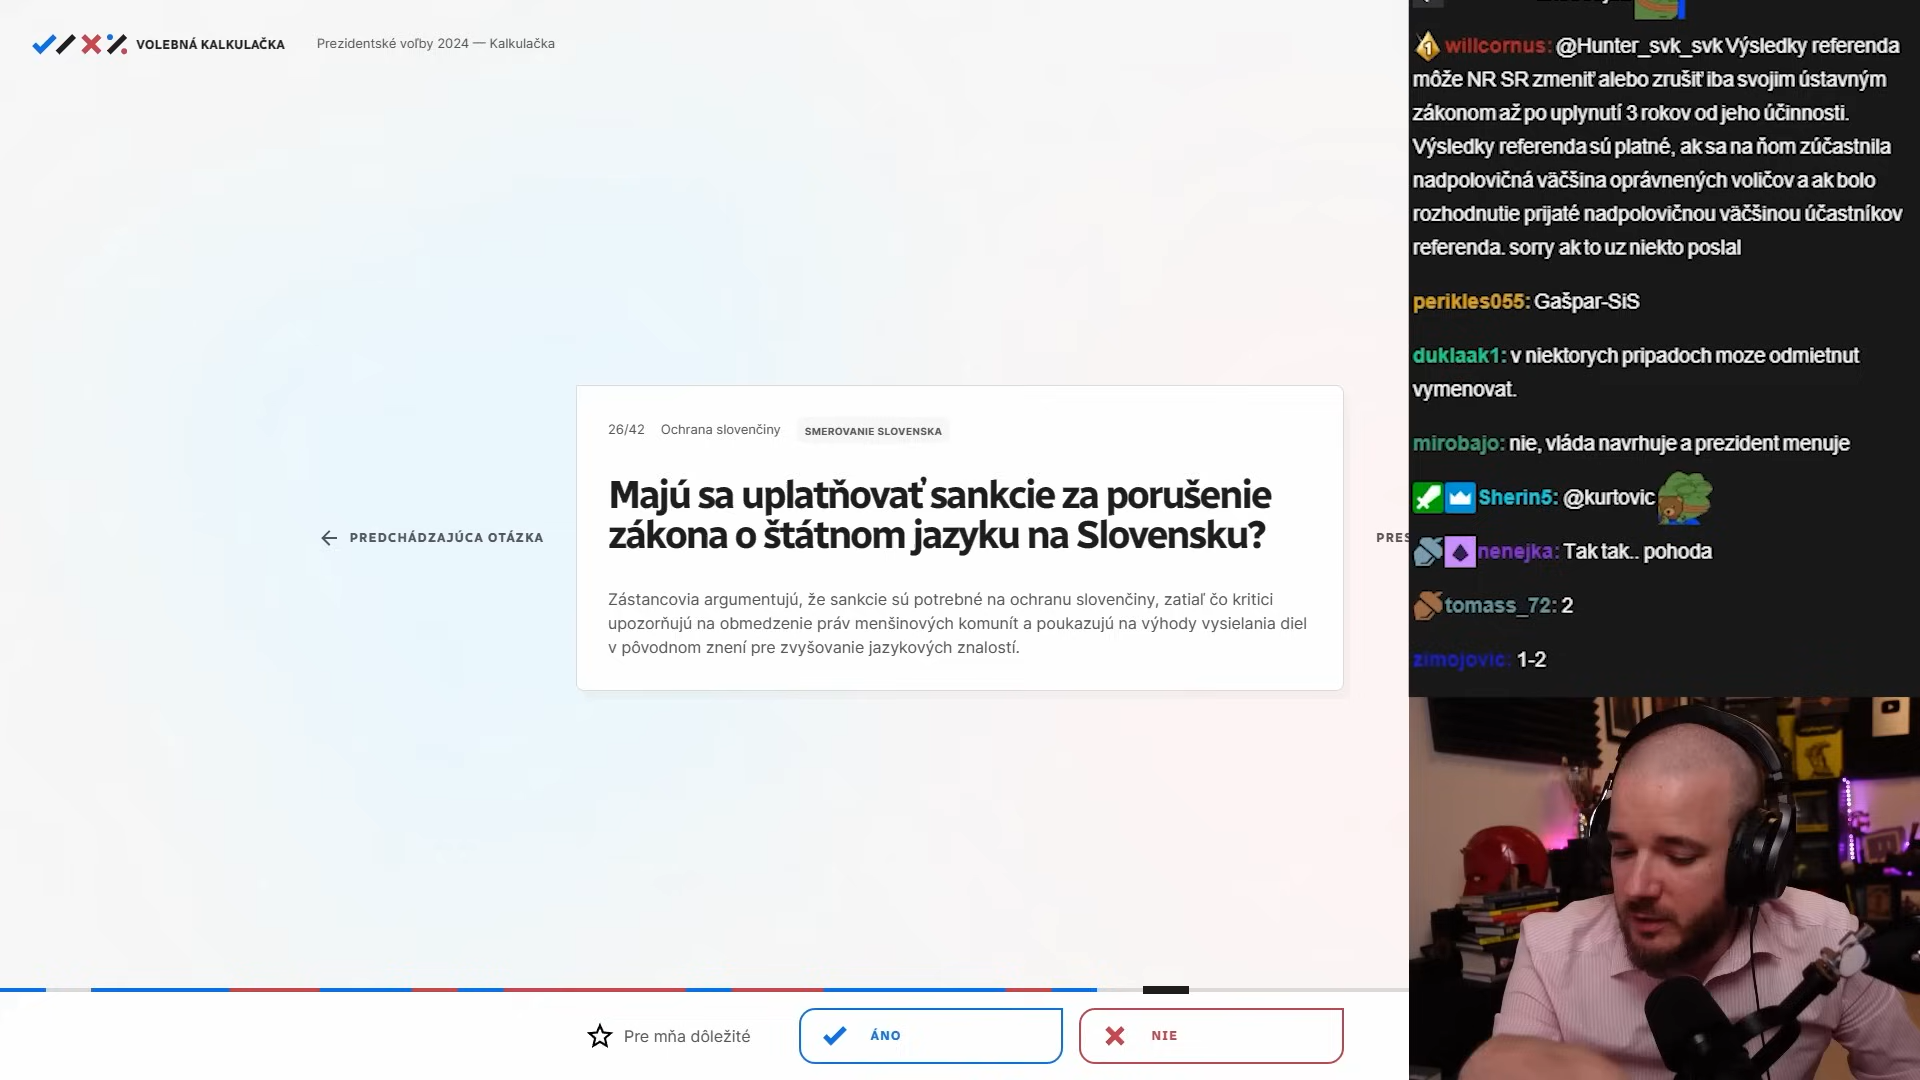 VOLEBNÁ KALKULAČKA
Prezidentské voľby 2024 — Kalkulačka
26/42 Ochrana slovenčiny SMEROVANIE SLOVENSKA
Majú sa uplatňovať sankcie za porušenie
zákona o štátnom jazyku na Slovensku?
Zástancovia argumentujú, že sankcie sú potrebné na ochranu slovenčiny, zatiaľ čo kritici
upozorňujú na obmedzenie práv menšinových komunít a poukazujú na výhody vysielania diel
v pôvodnom znení pre zvyšovanie jazykových znalostí.
PREDCHÁDZAJÚCA OTÁZKA
PRES
Pre mňa dôležité
ÁNO
NIE
willcornus: @Hunter_svk_svk Výsledky referenda
môže NR SR zmeniť alebo zrušiť iba svojim ústavným
zákonom až po uplynutí 3 rokov od jeho účinnosti.
Výsledky referenda sú platné, ak sa na ňom zúčastnila
nadpolovičná väčšina oprávnených voličov a ak bolo
rozhodnutie prijaté nadpolovičnou väčšinou účastníkov
referenda. sorry ak to uz niekto poslal
perikles055: Gašpar-SiS
duklaak1: v niektorych pripadoch moze odmietnut
vymenovat.
mirobajo: nie, vláda navrhuje a prezident menuje
Sherin5: @kurtovic
nenejka: Tak tak.. pohoda
tomass_72: 2
zimojovic: 1-2